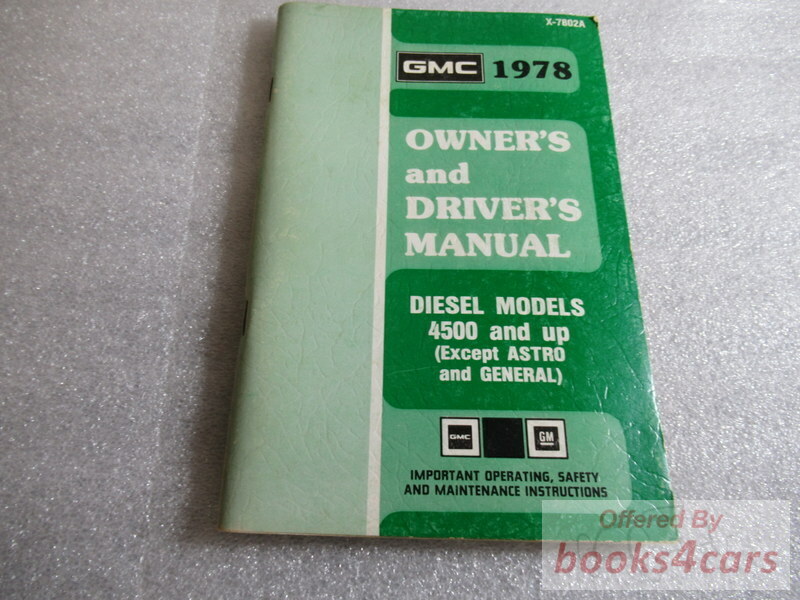 X-7802A
GMC 1978
OWNER'S
and
DRIVER'S
MANUAL
DIESEL MODELS
4500 and up
(Except ASTRO
and GENERAL)
GMC
GM
IMPORTANT OPERATING, SAFETY
AND MAINTENANCE INSTRUCTIONS
Offered By
books4cars